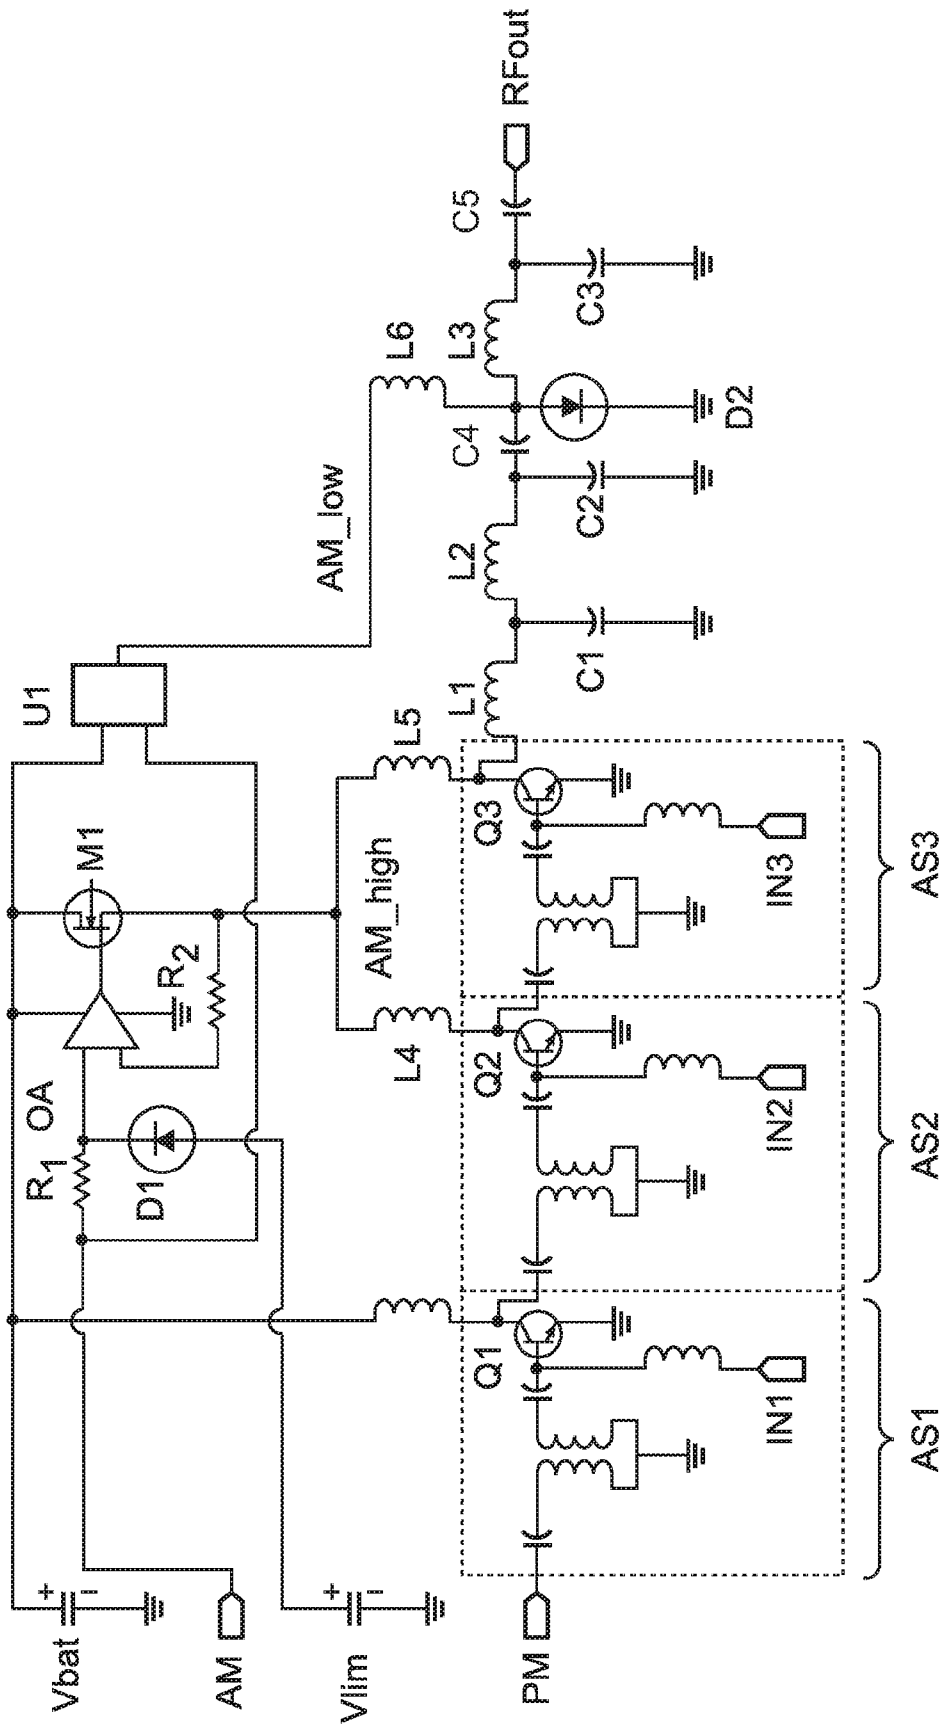 Vbat
+
–
AM
Vlim
+
–
PM
R1
D1
OA
R2
M1
U1
AM_high
AM_low
L4
L5
L6
Q1
Q2
Q3
L1
L2
L3
C1
C2
C3
C4
C5
D2
RFout
IN1
IN2
IN3
AS1
AS2
AS3